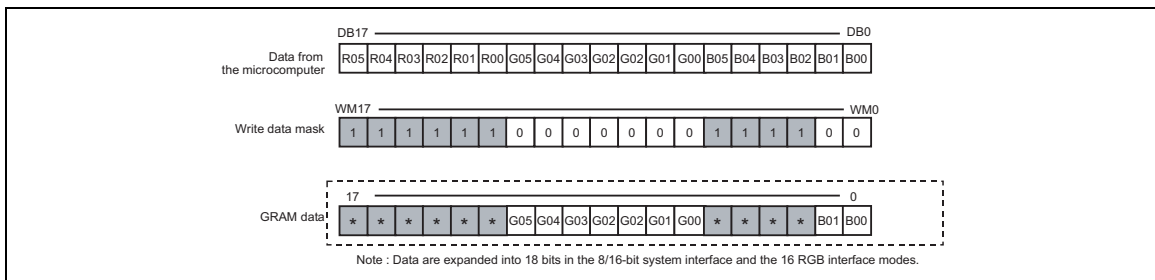 DB17 DB0
Data from
the microcomputer
R05 R04 R03 R02 R01 R00 G05 G04 G03 G02 G02 G01 G00 B05 B04 B03 B02 B01 B00
WM17 WM0
Write data mask
1 1 1 1 1 1 0 0 0 0 0 0 0 1 1 1 1 0 0
17 0
GRAM data
* * * * * * G05 G04 G03 G02 G02 G01 G00 * * * * B01 B00
Note : Data are expanded into 18 bits in the 8/16-bit system interface and the 16 RGB interface modes.